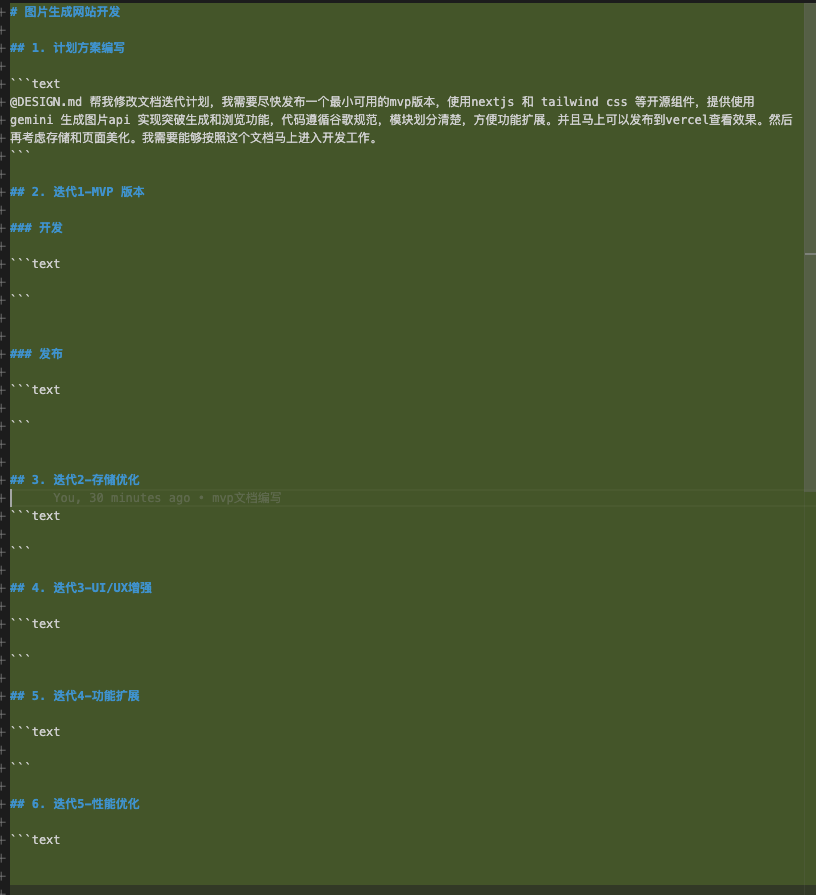 # 图片生成网站开发
## 1. 计划方案编写
```text
@DESIGN.md 帮我修改文档迭代计划，我需要尽快发布一个最小可用的mvp版本，使用nextjs 和 tailwind css 等开源组件，提供使用
gemini 生成图片api 实现突破生成和浏览功能，代码遵循谷歌规范，模块划分清楚，方便功能扩展。并且马上可以发布到vercel查看效果。然后
再考虑存储和页面美化。我需要能够按照这个文档马上进入开发工作。
```
## 2. 迭代1-MVP 版本
### 开发
```text
```
### 发布
```text
```
## 3. 迭代2-存储优化
You, 30 minutes ago • mvp文档编写
```text
```
## 4. 迭代3-UI/UX增强
```text
```
## 5. 迭代4-功能扩展
```text
```
## 6. 迭代5-性能优化
```text